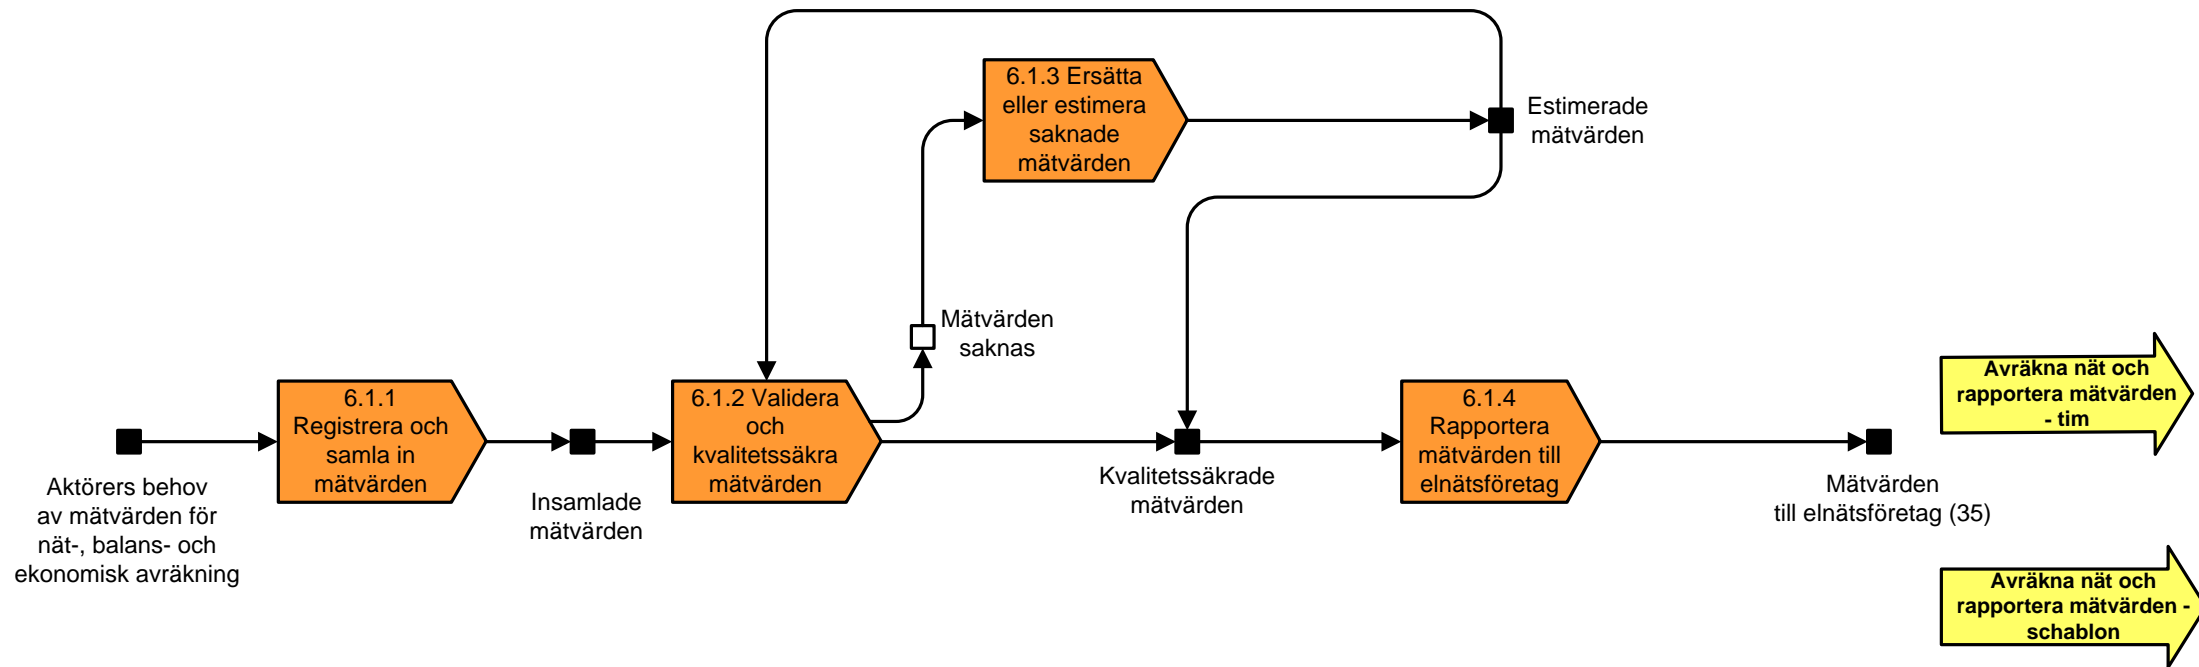 6.1.3 Ersätta
eller estimera
saknade
mätvärden
Estimerade
mätvärden
Mätvärden
saknas
Aktörers behov
av mätvärden för
nät-, balans- och
ekonomisk avräkning
6.1.1
Registrera och
samla in
mätvärden
Insamlade
mätvärden
6.1.2 Validera
och
kvalitetssäkra
mätvärden
Kvalitetssäkrade
mätvärden
6.1.4
Rapportera
mätvärden till
elnätsföretag
Mätvärden
till elnätsföretag (35)
Avräkna nät och
rapportera mätvärden
- tim
Avräkna nät och
rapportera mätvärden -
schablon